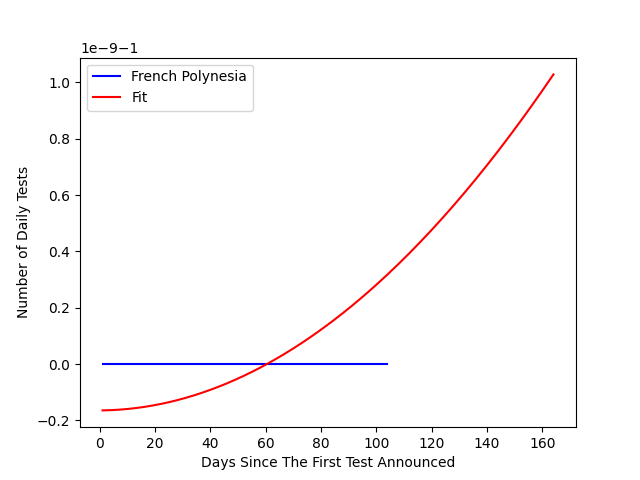 1e−9−1
French Polynesia
Fit
1.0
0.8
0.6
0.4
0.2
0.0
−0.2
Number of Daily Tests
0 20 40 60 80 100 120 140 160
Days Since The First Test Announced